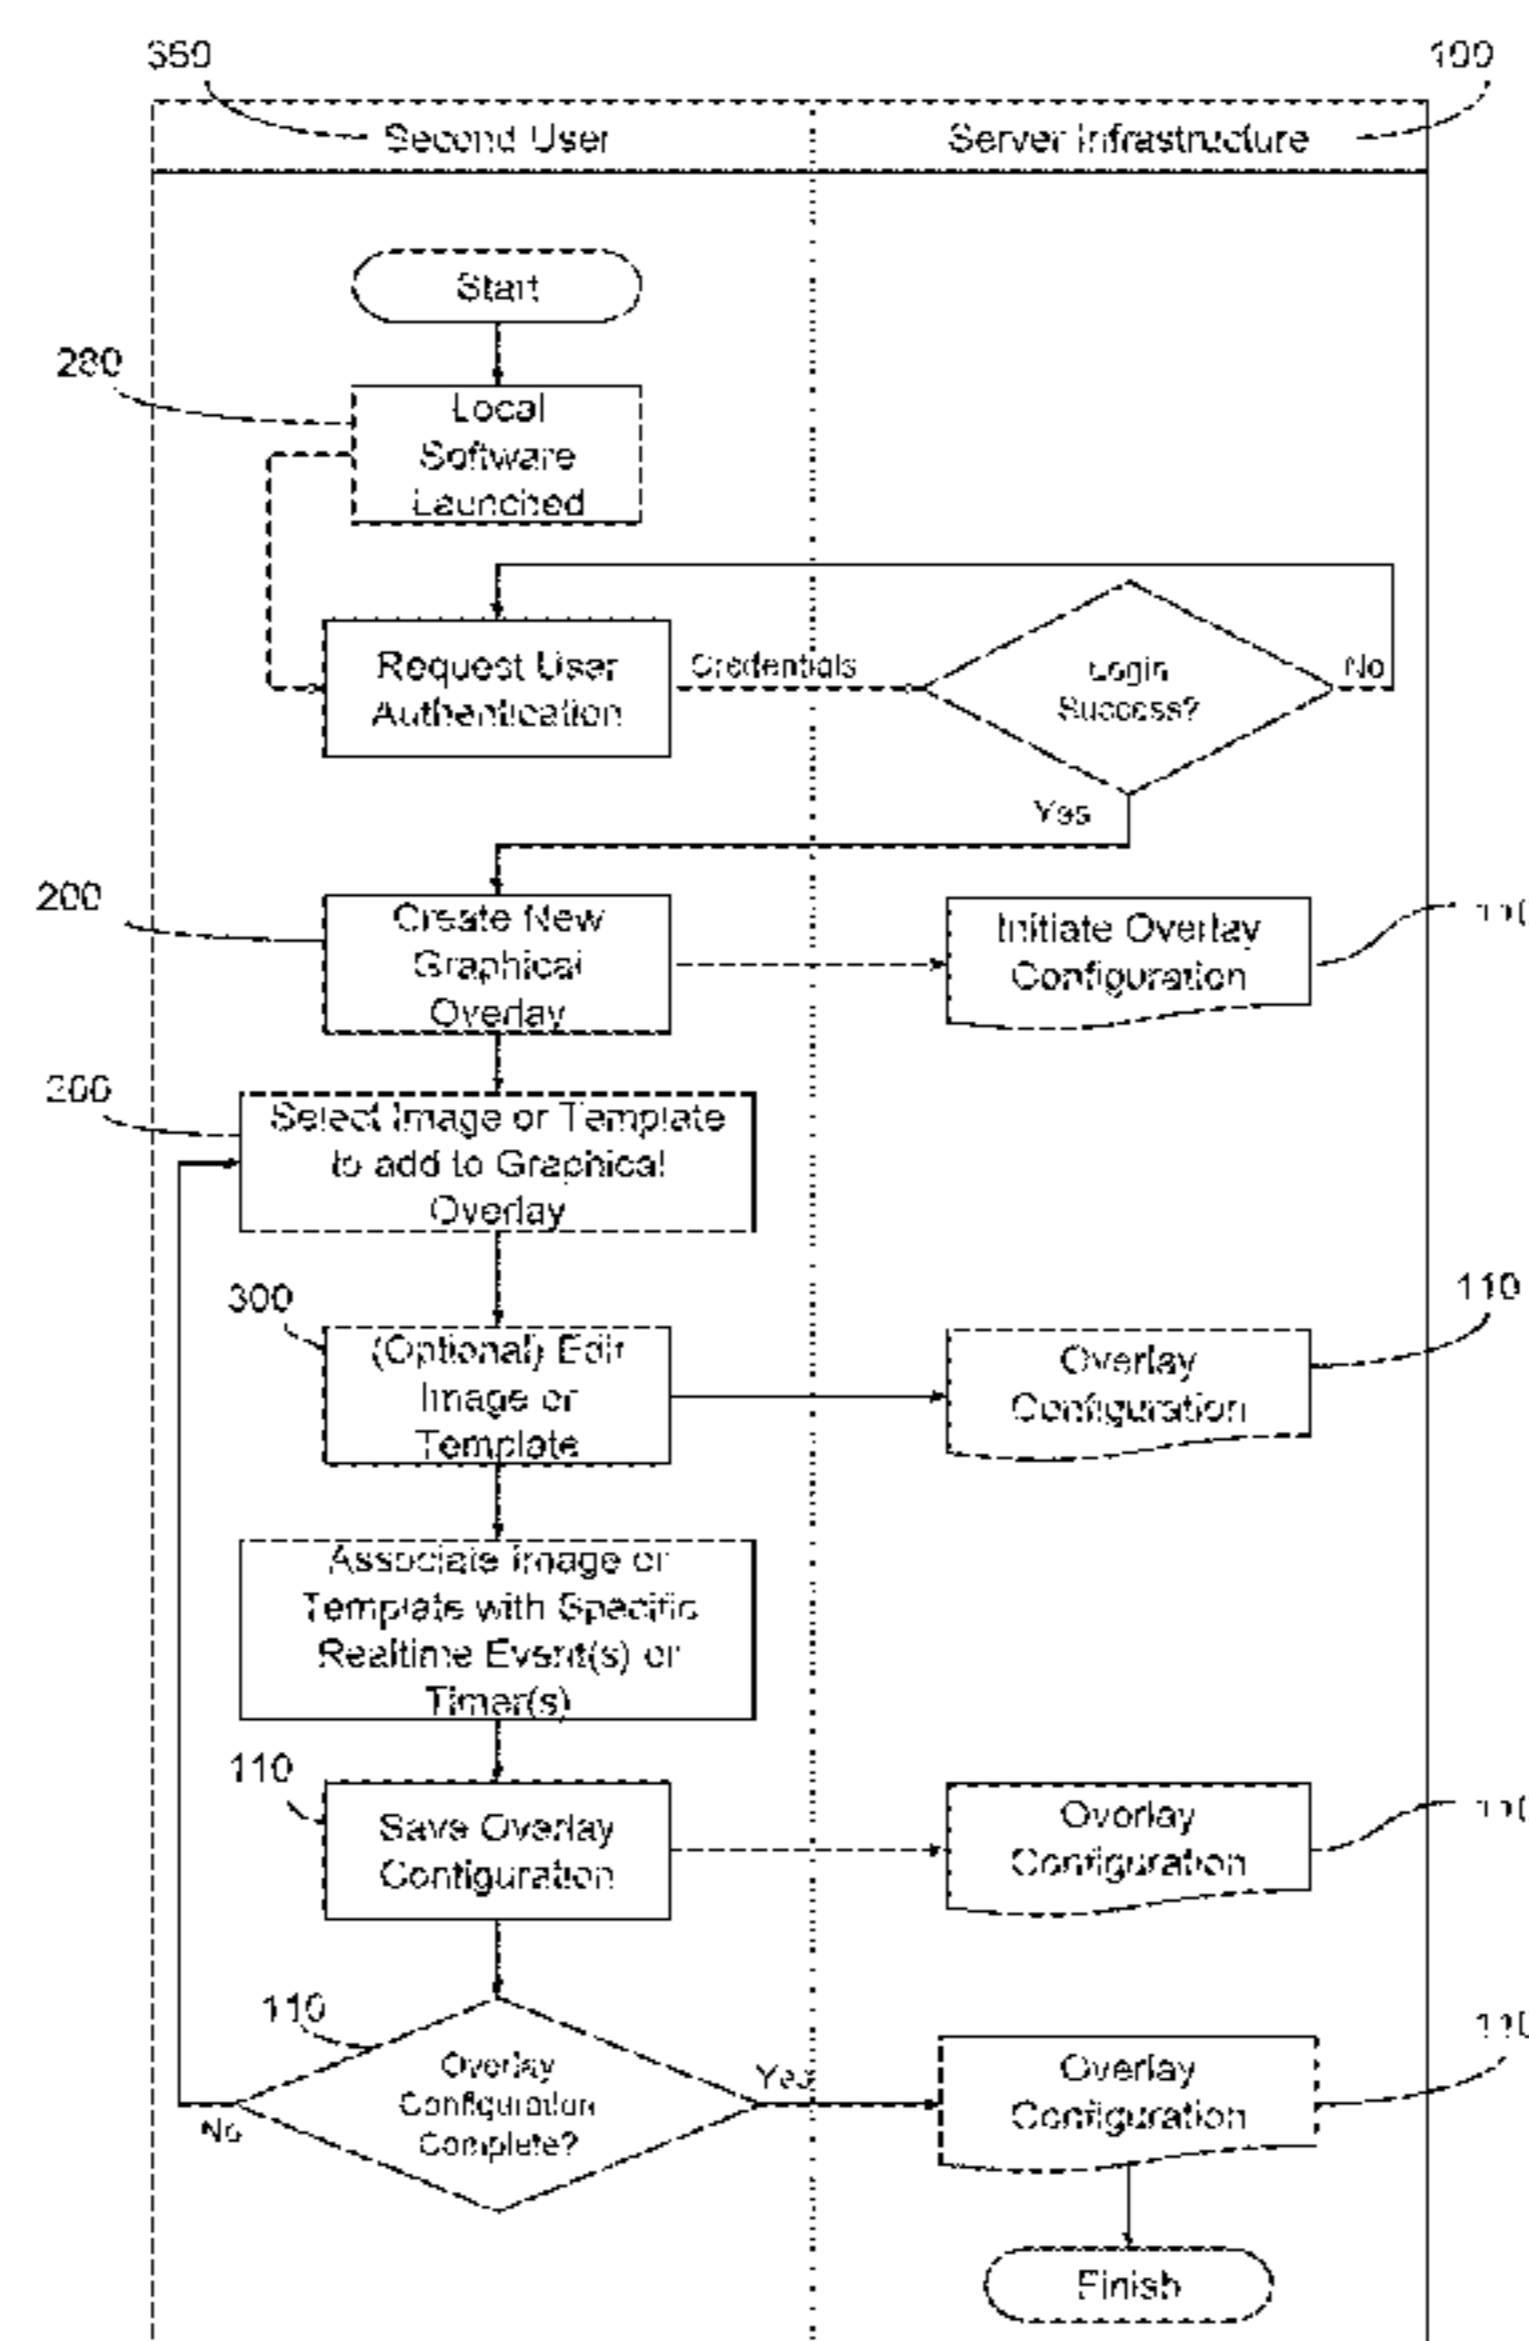 360 100
Second User Server Infrastructure
Start
280
Local
Software
Launched
Request User
Authentication
Credentials
Login
Success?
No
Yes
200
Create New
Graphical
Overlay
Initiate Overlay
Configuration
200
Select Image or Template
to add to Graphical
Overlay
300
(Optional) Edit
Image or
Template
Overlay
Configuration
110
Associate Image or
Template with Specific
Realtime Event(s) or
Timer(s)
110
Save Overlay
Configuration
Overlay
Configuration
110
Overlay
Configuration
Complete?
No
Yes
Overlay
Configuration
110
Finish